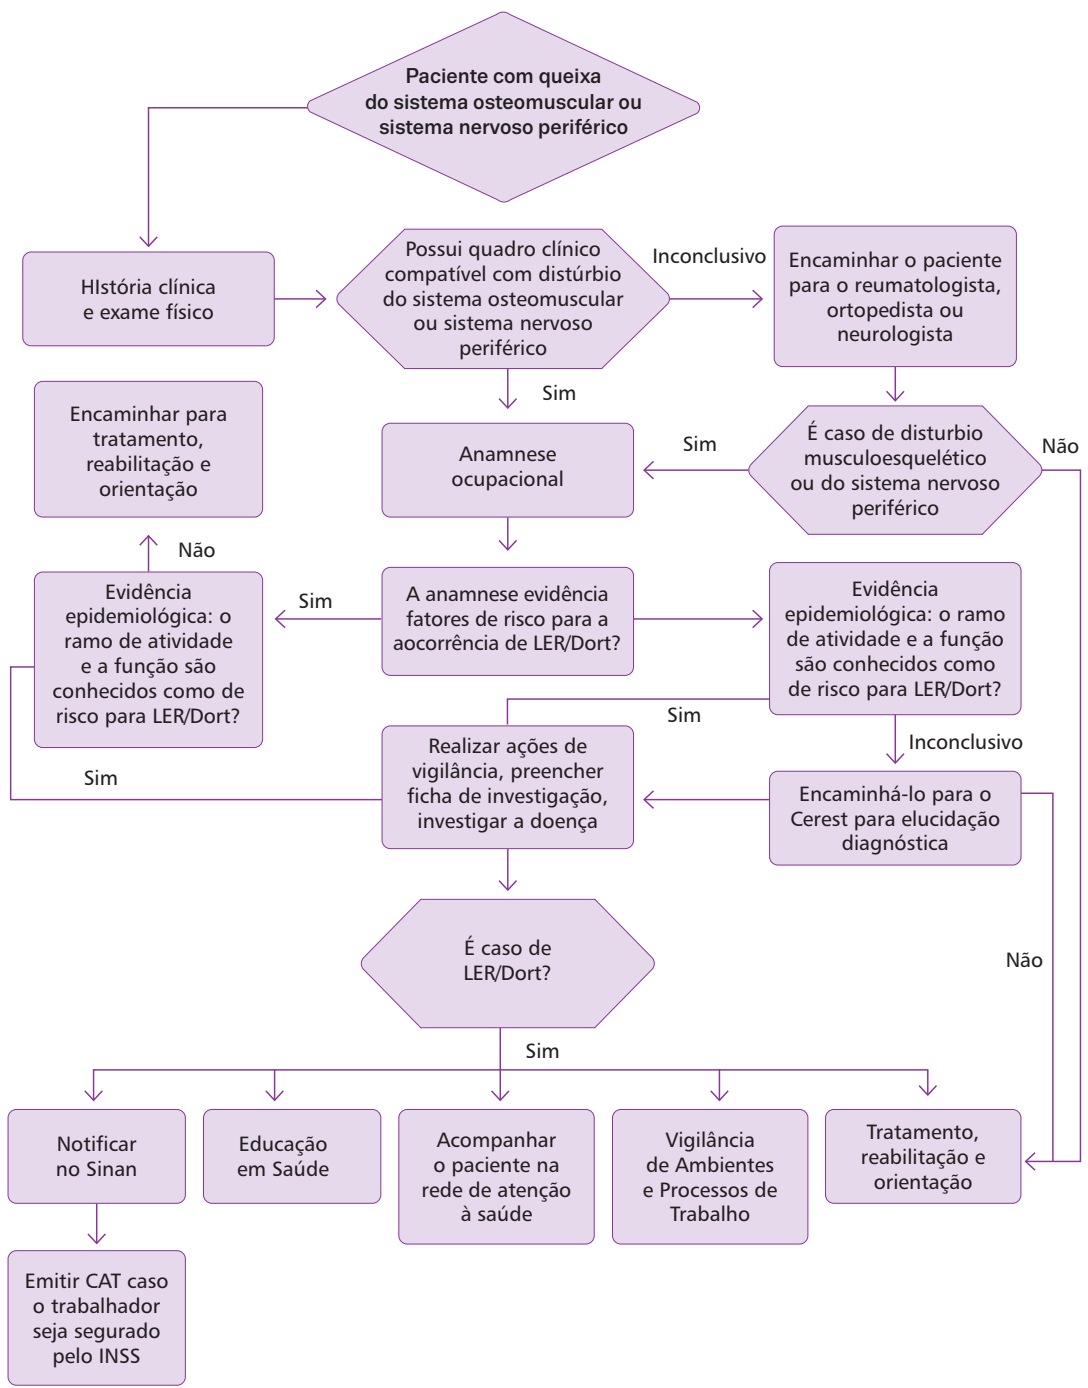 Paciente com queixa
do sistema osteomuscular ou
sistema nervoso periférico
HIstória clínica
e exame físico
Possui quadro clínico
compatível com distúrbio
do sistema osteomuscular
ou sistema nervoso
periférico
Inconclusivo
Encaminhar o paciente
para o reumatologista,
ortopedista ou
neurologista
Sim
Encaminhar para
tratamento,
reabilitação e
orientação
Anamnese
ocupacional
Sim
É caso de disturbio
musculoesquelético
ou do sistema nervoso
periférico
Não
Não
Evidência
epidemiológica: o
ramo de atividade
e a função são
conhecidos como de
risco para LER/Dort?
Sim
A anamnese evidência
fatores de risco para a
aocorrência de LER/Dort?
Evidência
epidemiológica: o ramo
de atividade e a função
são conhecidos como
de risco para LER/Dort?
Sim
Inconclusivo
Sim
Realizar ações de
vigilância, preencher
ficha de investigação,
investigar a doença
Encaminhá-lo para o
Cerest para elucidação
diagnóstica
É caso de
LER/Dort?
Não
Sim
Notificar
no Sinan
Educação
em Saúde
Acompanhar
o paciente na
rede de atenção
à saúde
Vigilância
de Ambientes
e Processos de
Trabalho
Tratamento,
reabilitação e
orientação
Emitir CAT caso
o trabalhador
seja segurado
pelo INSS